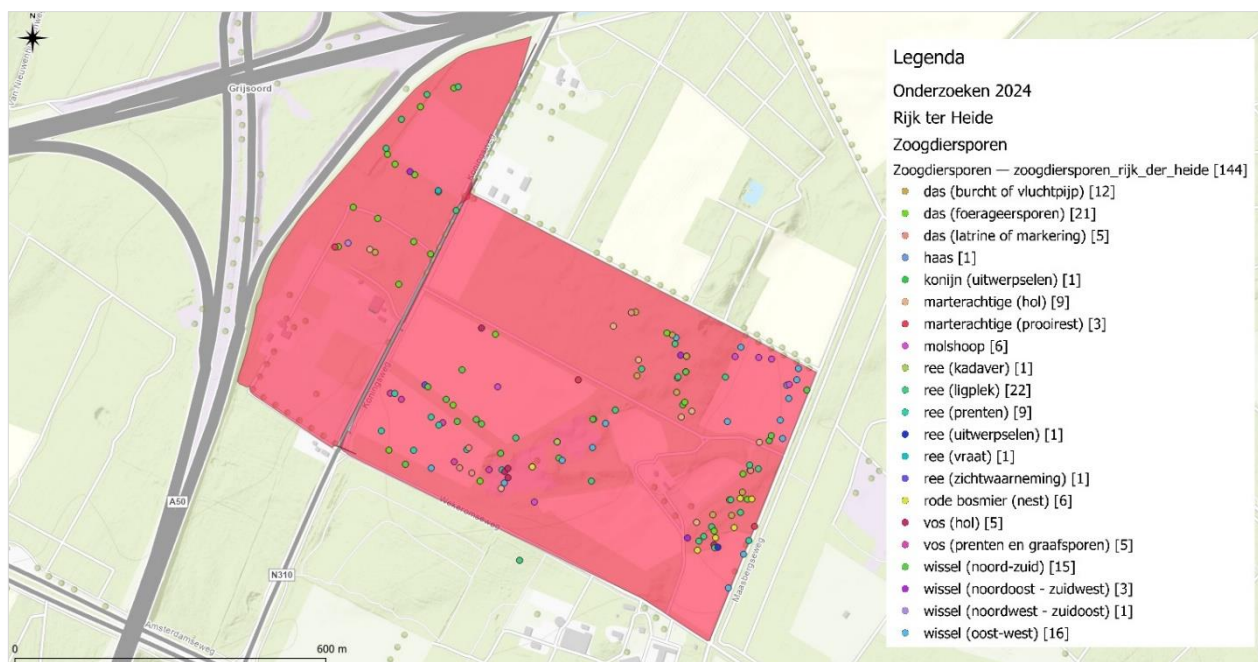 N
Van Nieuwenh
Grijsoord
Koningsweg
Koningsweg
Wekeromseweg
Maasbergseweg
A50
N310
Amsterdamseweg
0
600 m
Legenda
Onderzoeken 2024
Rijk ter Heide
Zoogdiersporen
Zoogdiersporen — zoogdiersporen_rijk_der_heide [144]
das (burcht of vluchtpijp) [12]
das (foerageersporen) [21]
das (latrine of markering) [5]
haas [1]
konijn (uitwerpselen) [1]
marterachtige (hol) [9]
marterachtige (prooirest) [3]
molshoop [6]
ree (kadaver) [1]
ree (ligplek) [22]
ree (prenten) [9]
ree (uitwerpselen) [1]
ree (vraat) [1]
ree (zichtwaarneming) [1]
rode bosmier (nest) [6]
vos (hol) [5]
vos (prenten en graafsporen) [5]
wissel (noord-zuid) [15]
wissel (noordoost - zuidwest) [3]
wissel (noordwest - zuidoost) [1]
wissel (oost-west) [16]